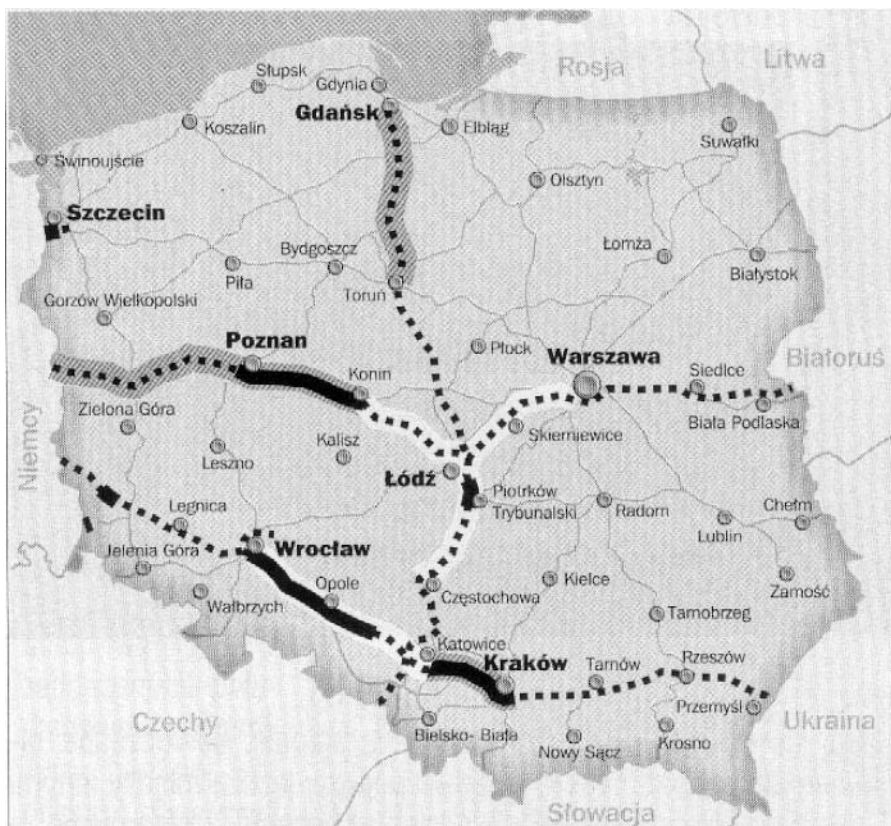 Rosja
Litwa
Słupsk
Gdynia
Gdańsk
Koszalin
Elbląg
Suwałki
Świnoujście
Olsztyn
Szczecin
Bydgoszcz
Łomża
Białystok
Piła
Toruń
Gorzów Wielkopolski
Poznan
Płock
Warszawa
Białoruś
Konin
Siedlce
Zielona Góra
Biała Podlaska
Skierniewice
Niemcy
Kalisz
Leszno
Łódź
Piotrków
Trybunalski
Radom
Legnica
Chełm
Lublin
Wrocław
Jelenia Góra
Opole
Kielce
Częstochowa
Zamość
Wałbrzych
Tarnobrzeg
Katowice
Kraków
Tarnów
Rzeszów
Przemyśl
Ukraina
Czechy
Bielsko- Biała
Nowy Sącz
Krosno
Słowacja